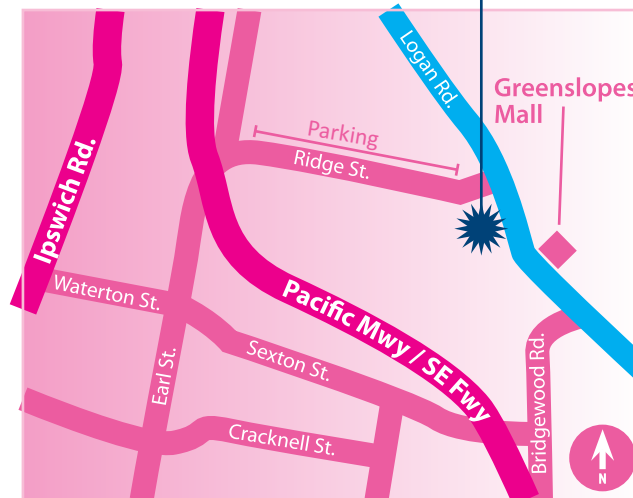 Logan Rd.
Greenslopes
Mall
Parking
Ridge St.
Ipswich Rd.
Waterton St.
Pacific Mwy / SE Fwy
Sexton St.
Earl St.
Bridgewood Rd.
Cracknell St.
N